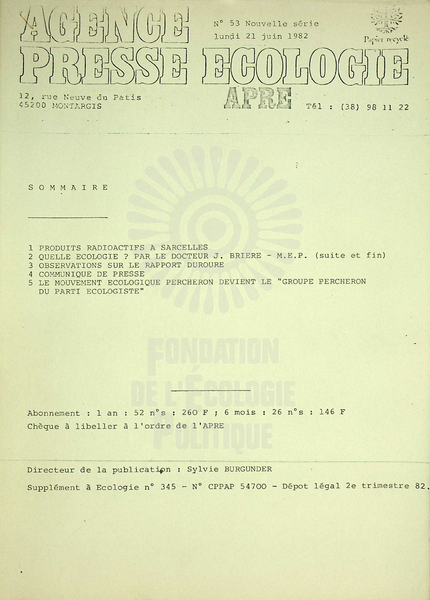 AGENCE
N° 53 Nouvelle série
lundi 21 juin 1982
Papier recyclé
PRESSE ECOLOGIE
12, rue Neuve du Patis
45200 MONTARGIS
APRE
Tél : (38) 98 11 22
S O M M A I R E
1 PRODUITS RADIOACTIFS A SARCELLES
2 QUELLE ECOLOGIE ? PAR LE DOCTEUR J. BRIERE - M.E.P. (suite et fin)
3 OBSERVATIONS SUR LE RAPPORT DUROURE
4 COMMUNIQUE DE PRESSE
5 LE MOUVEMENT ECOLOGIQUE PERCHERON DEVIENT LE "GROUPE PERCHERON
DU PARTI ECOLOGISTE"
FONDATION
DE L'ÉCOLOGIE
POLITIQUE
Abonnement : 1 an : 52 n°s : 260 F ; 6 mois : 26 n°s : 146 F
Chèque à libeller à l'ordre de l'APRE
Directeur de la publication : Sylvie BURGUNDER
Supplément à Ecologie n° 345 - N° CPPAP 54700 - Dépot légal 2e trimestre 82.